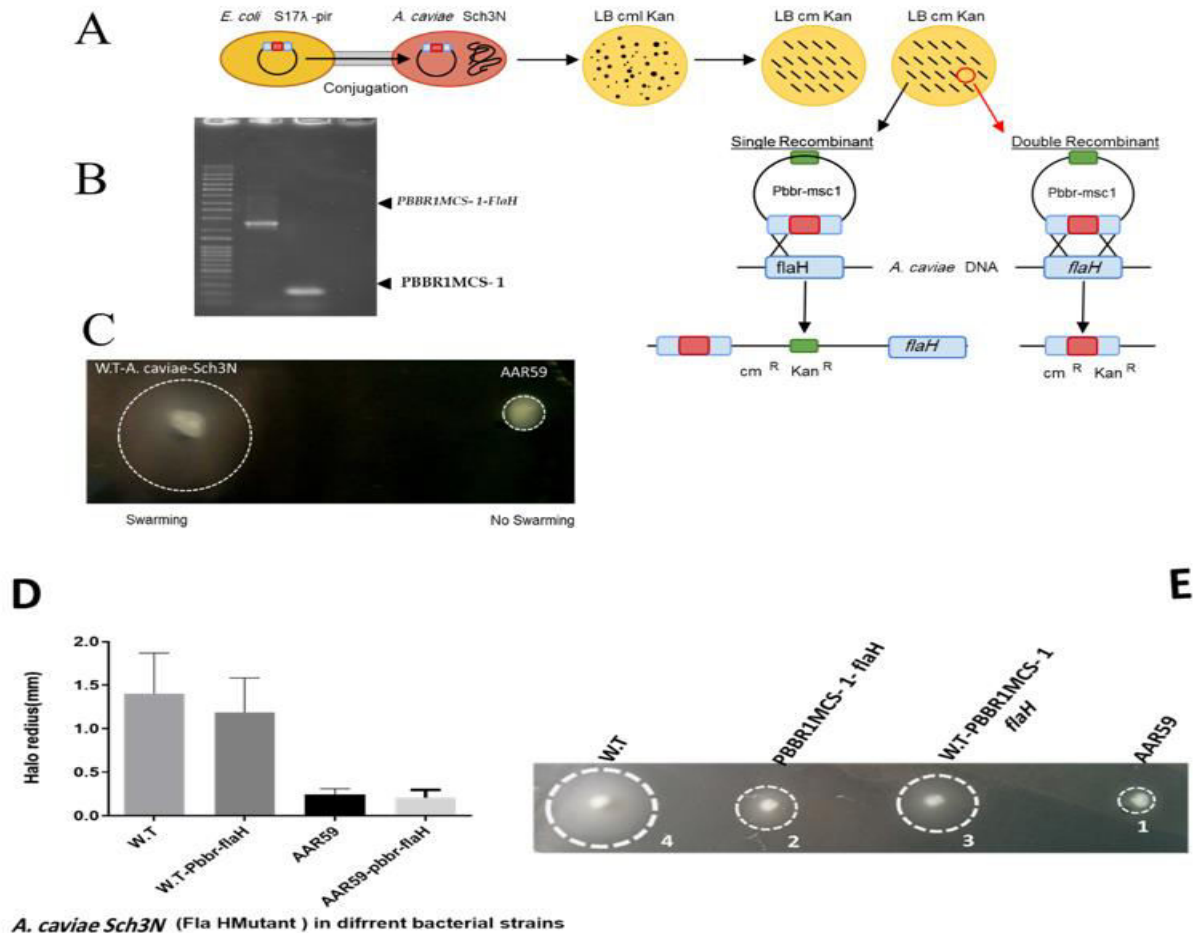 A
E. coli S17λ -pir
A. caviae Sch3N
LB cml Kan
LB cm Kan
LB cm Kan
Conjugation
Single Recombinant
Double Recombinant
Pbbr-msc1
Pbbr-msc1
flaH
A. caviae DNA
flaH
flaH
cm R Kan R
cm R Kan R
B
PBBR1MCS- 1-FlaH
PBBR1MCS- 1
C
W.T-A. caviae-Sch3N
AAR59
Swarming
No Swarming
D
Halo redius(mm)
2.0
1.5
1.0
0.5
0.0
W.T
W.T-Pbbr-flaH
AAR59
AAR59-pbbr-flaH
A. caviae Sch3N (Fla HMutant ) in difrrent bacterial strains
E
W.T
PBBR1MCS- 1- flaH
W.T-PBBR1MCS- 1
flaH
AAR59
4
2
3
1